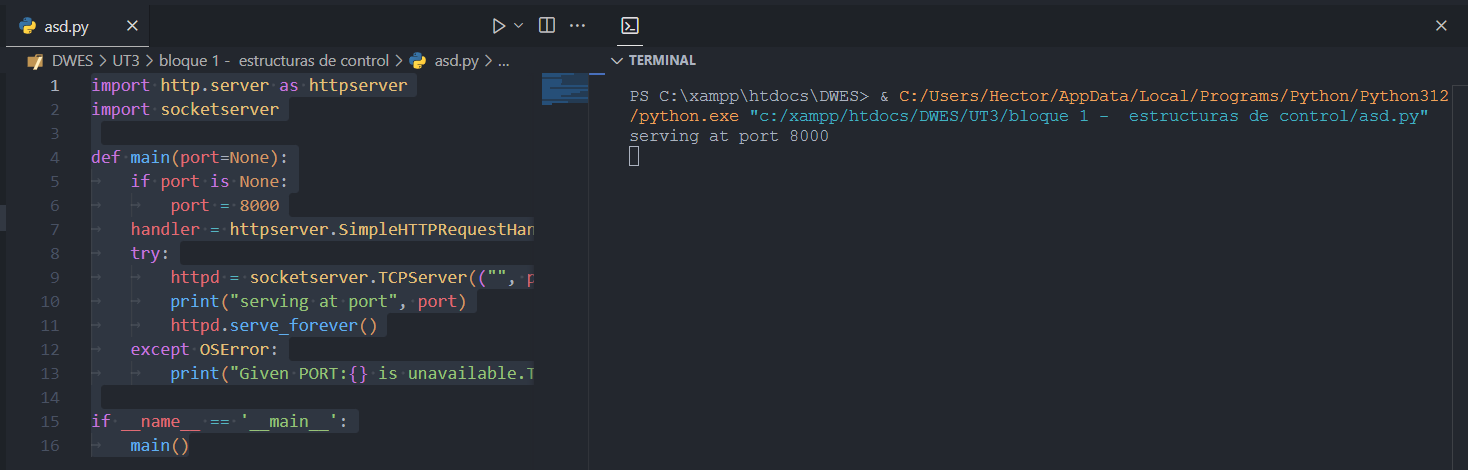 asd.py
DWES > UT3 > bloque 1 - estructuras de control > asd.py > ...
1 import http.server as httpserver
2 import socketserver
3
4 def main(port=None):
5 if port is None:
6 port = 8000
7 handler = httpserver.SimpleHTTPRequestHan
8 try:
9 httpd = socketserver.TCPServer(("", p
10 print("serving at port", port)
11 httpd.serve_forever()
12 except OSError:
13 print("Given PORT:{} is unavailable.T
14
15 if __name__ == '__main__':
16 main()
TERMINAL
PS C:\xampp\htdocs\DWES> & C:/Users/Hector/AppData/Local/Programs/Python/Python312
/python.exe "c:/xampp/htdocs/DWES/UT3/bloque 1 -  estructuras de control/asd.py"
serving at port 8000